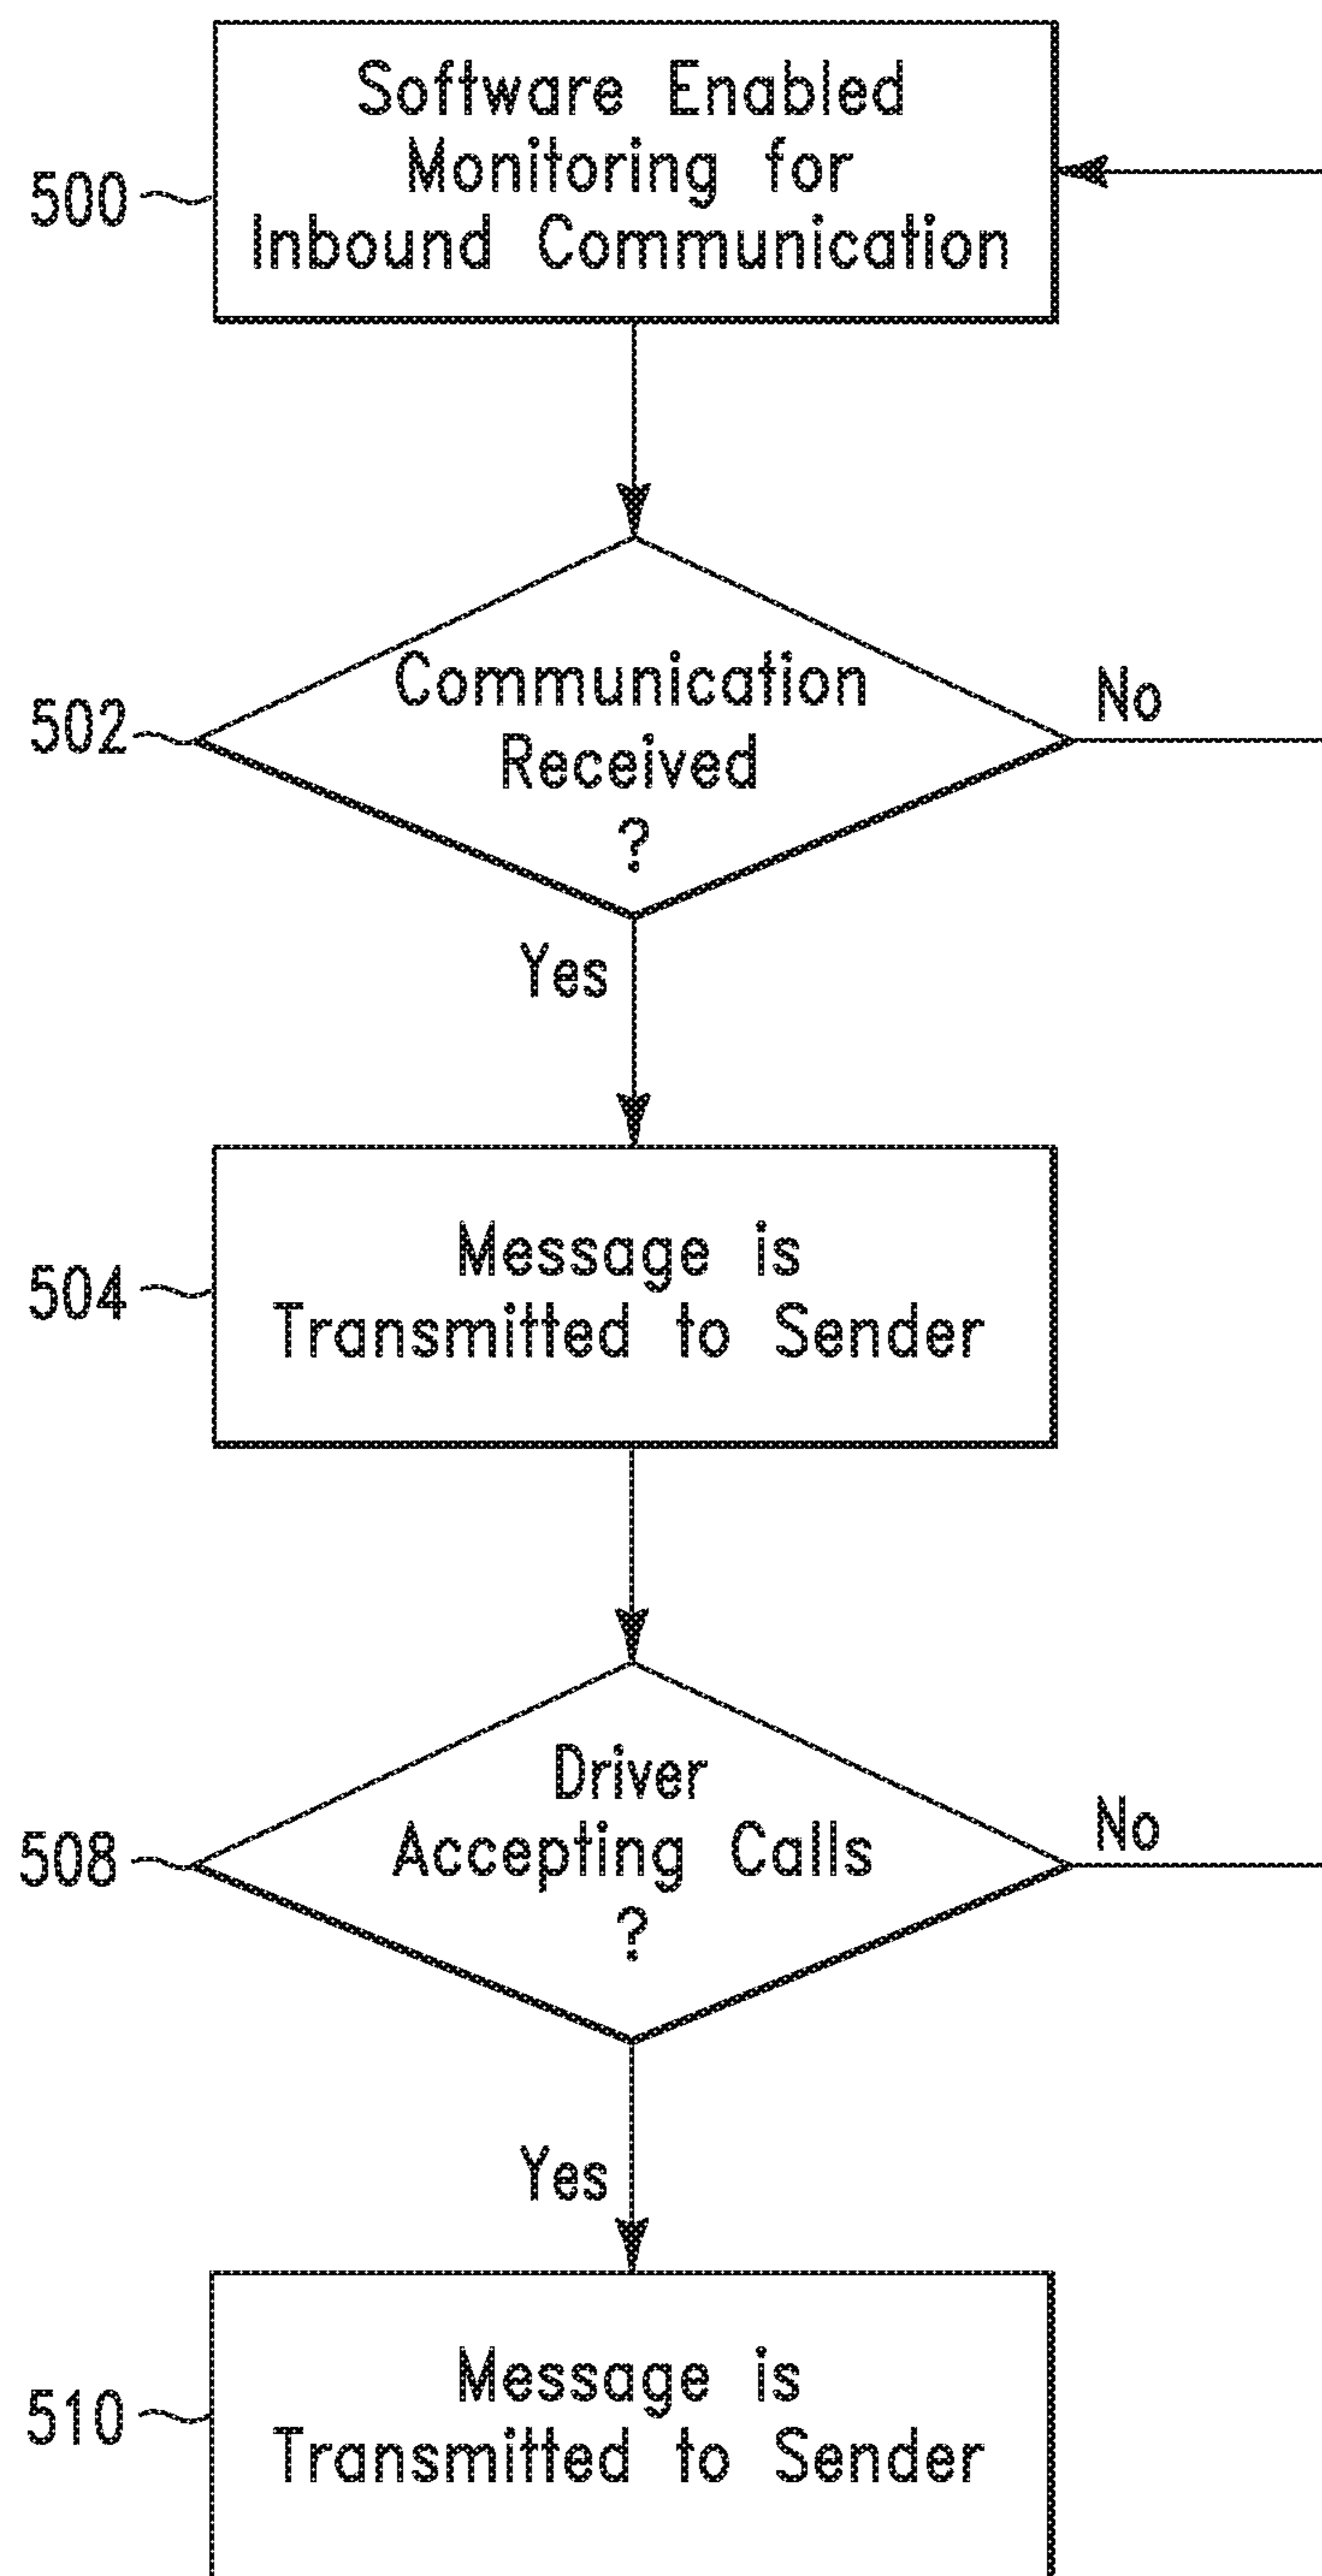 Software Enabled
Monitoring for
Inbound Communication
500
Communication
Received
?
502
No
Yes
Message is
Transmitted to Sender
504
Driver
Accepting Calls
?
508
No
Yes
Message is
Transmitted to Sender
510